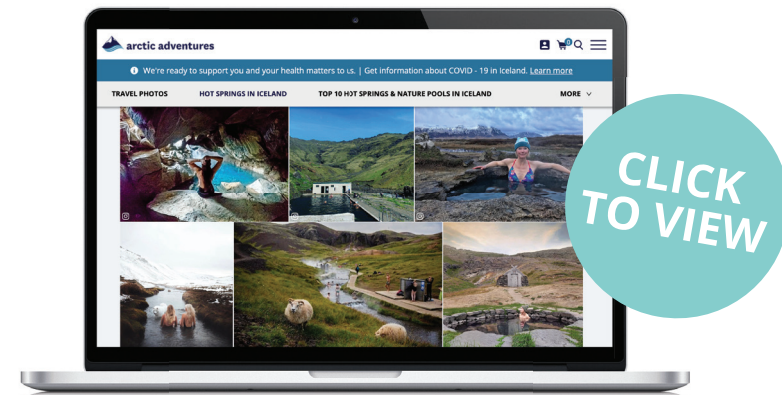 arctic adventures
0
We're ready to support you and your health matters to us. | Get information about COVID - 19 in Iceland. Learn more
TRAVEL PHOTOS HOT SPRINGS IN ICELAND TOP 10 HOT SPRINGS & NATURE POOLS IN ICELAND MORE
CLICK
TO VIEW